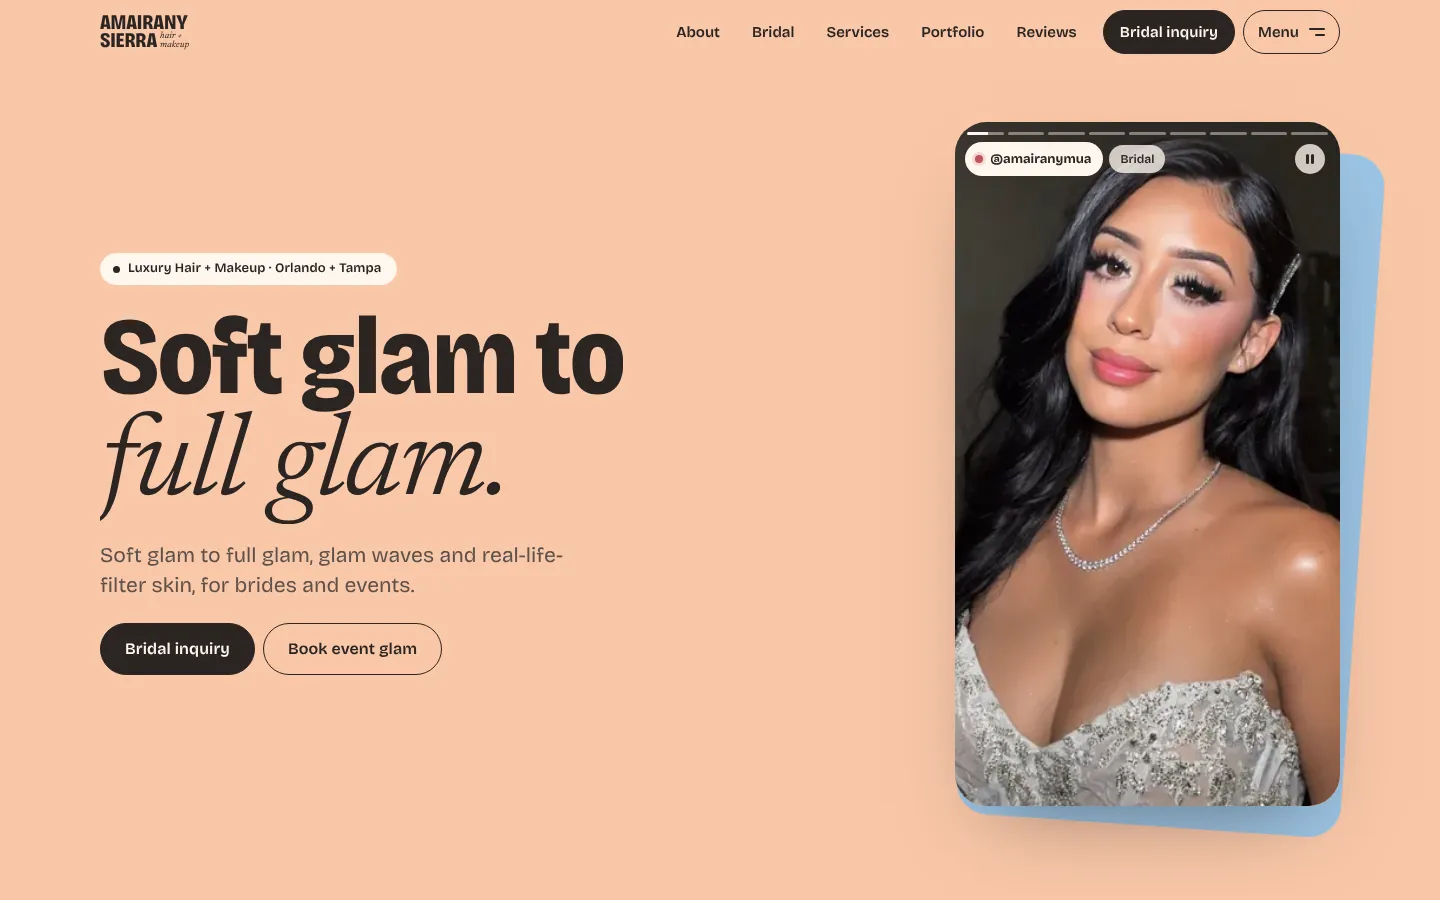 AMAIRANY
SIERRA hair + makeup
About
Bridal
Services
Portfolio
Reviews
Bridal inquiry
Menu
@amairanymua
Bridal
Luxury Hair + Makeup · Orlando + Tampa
Soft glam to
full glam.
Soft glam to full glam, glam waves and real-life-
filter skin, for brides and events.
Bridal inquiry
Book event glam